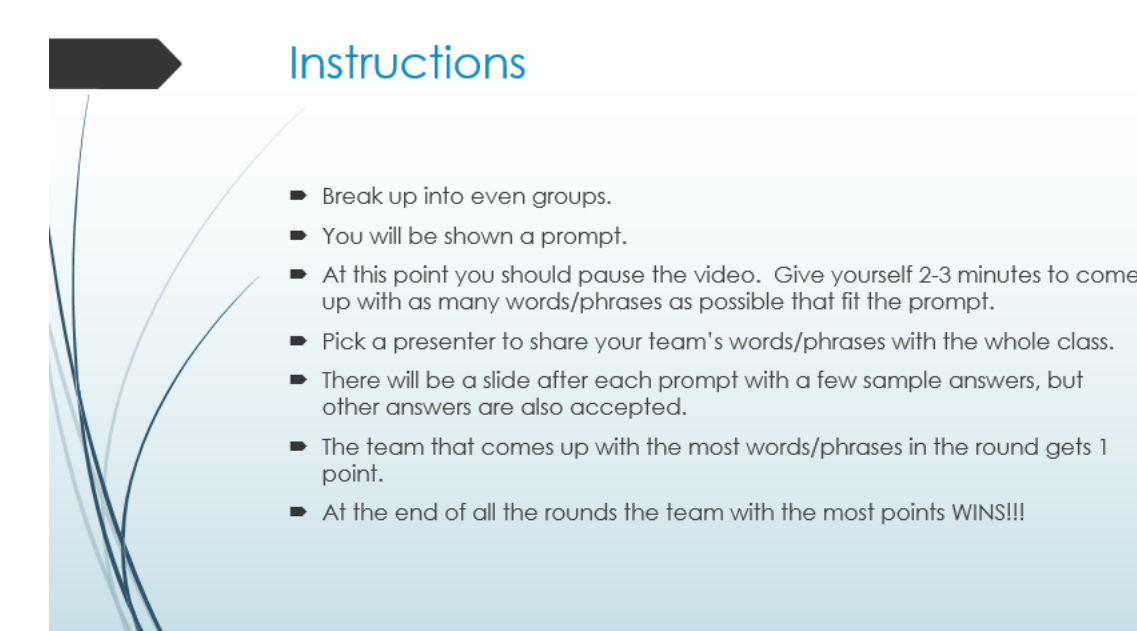 Instructions
Break up into even groups.
You will be shown a prompt.
At this point you should pause the video.  Give yourself 2-3 minutes to come
up with as many words/phrases as possible that fit the prompt.
Pick a presenter to share your team's words/phrases with the whole class.
There will be a slide after each prompt with a few sample answers, but
other answers are also accepted.
The team that comes up with the most words/phrases in the round gets 1
point.
At the end of all the rounds the team with the most points WINS!!!